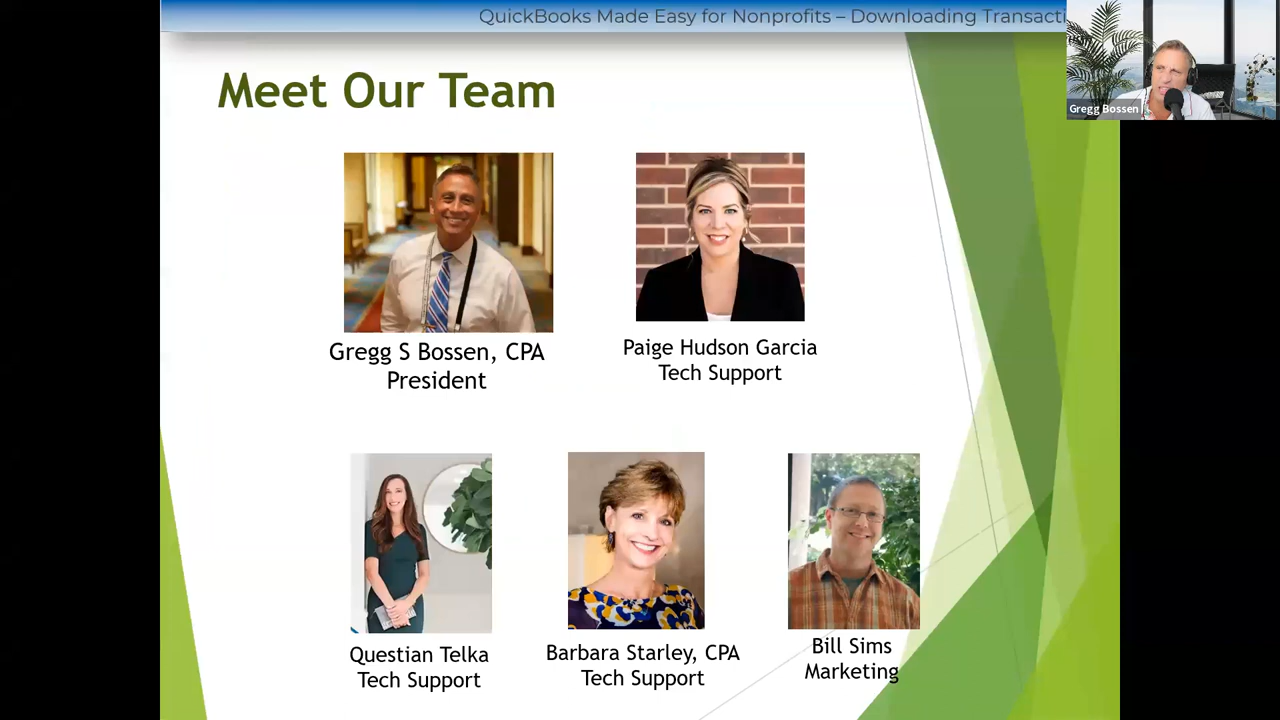 QuickBooks Made Easy for Nonprofits – Downloading
Gregg Bossen
Meet Our Team
Gregg S Bossen, CPA
President
Paige Hudson Garcia
Tech Support
Questian Telka
Tech Support
Barbara Starley, CPA
Tech Support
Bill Sims
Marketing